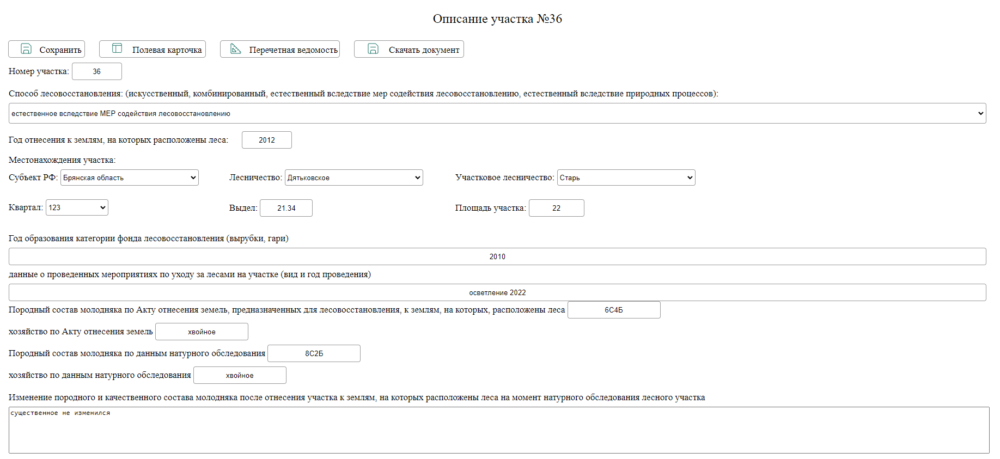 Описание участка №36
Сохранить Полевая карточка Перечетная ведомость Скачать документ
Номер участка: 36
Способ лесовосстановления: (искусственный, комбинированный, естественный вследствие мер содействия лесовосстановлению, естественный вследствие природных процессов):
естественное вследствие МЕР содействия лесовосстановлению
Год отнесения к землям, на которых расположены леса: 2012
Местонахождения участка:
Субъект РФ: Брянская область Лесничество: Дятьковское Участковое лесничество: Старь
Квартал: 123 Выдел: 21.34 Площадь участка: 22
Год образования категории фонда лесовосстановления (вырубки, гари)
2010
данные о проведенных мероприятиях по уходу за лесами на участке (вид и год проведения)
осветление 2022
Породный состав молодняка по Акту отнесения земель, предназначенных для лесовосстановления, к землям, на которых, расположены леса 6С4Б
хозяйство по Акту отнесения земель хвойное
Породный состав молодняка по данным натурного обследования 8С2Б
хозяйство по данным натурного обследования хвойное
Изменение породного и качественного состава молодняка после отнесения участка к землям, на которых расположены леса на момент натурного обследования лесного участка
существенное не изменился